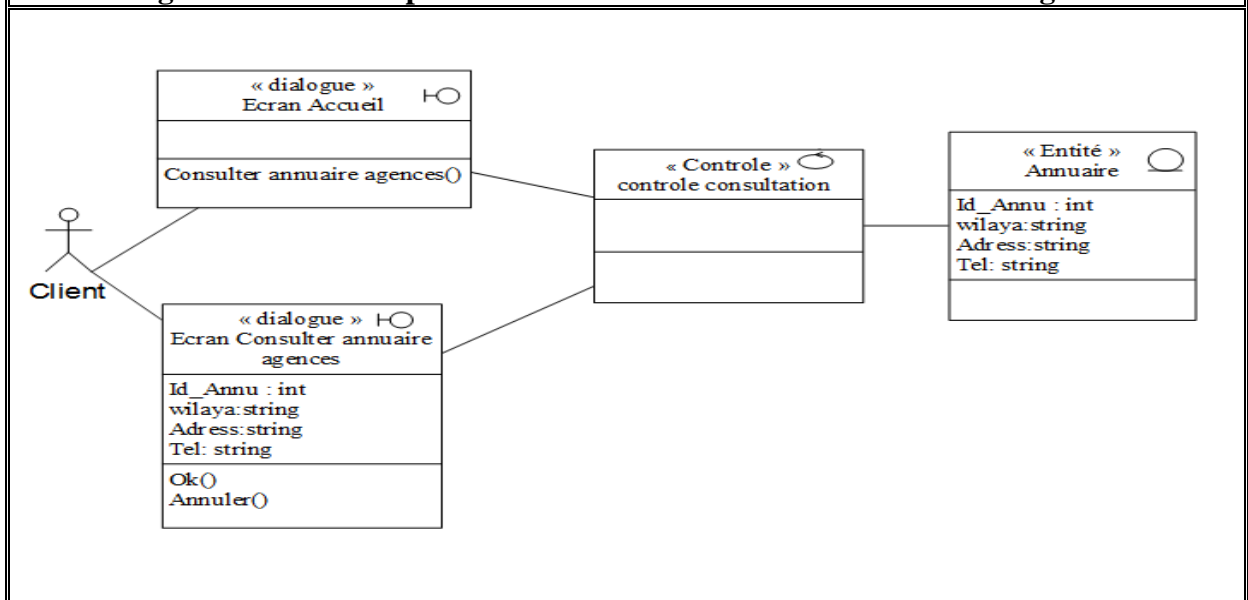 « dialogue »
Ecran Accueil
Consulter annuaire agences()
Client
« dialogue »
Ecran Consulter annuaire
agences
Id_Annu : int
wilaya:string
Adress:string
Tel: string
Ok()
Annuler()
« Controle »
controle consultation
« Entité »
Annuaire
Id_Annu : int
wilaya:string
Adress:string
Tel: string